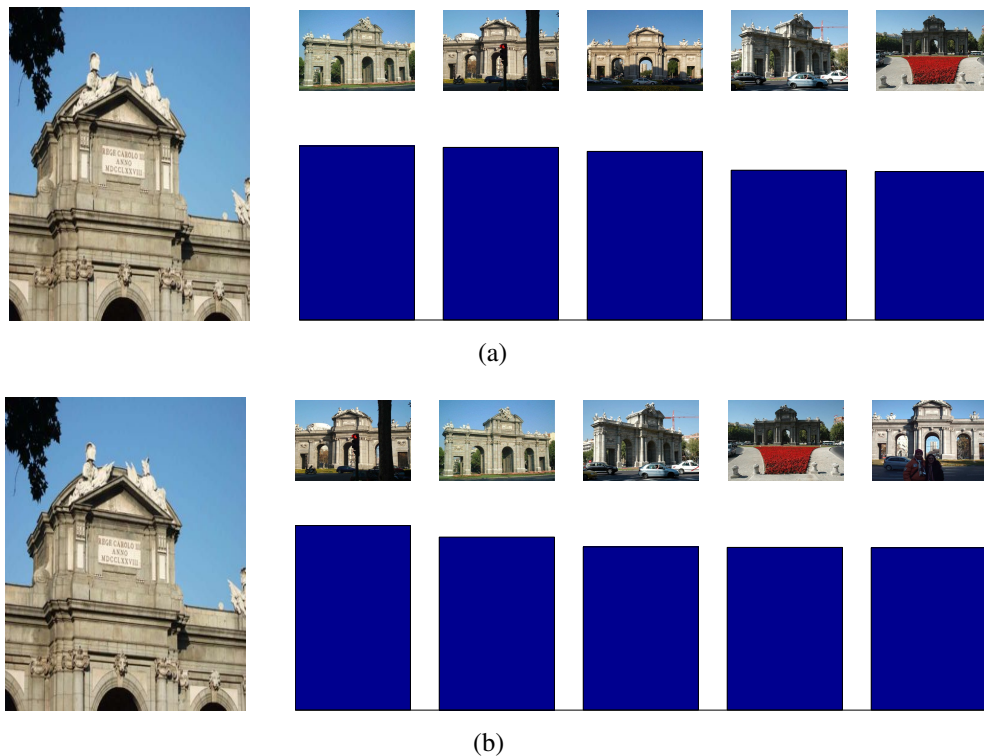 REGE CAROLO III
ANNO
MDCCLXXVIII
(a)
REGE CAROLO III
ANNO
MDCCLXXVIII
(b)